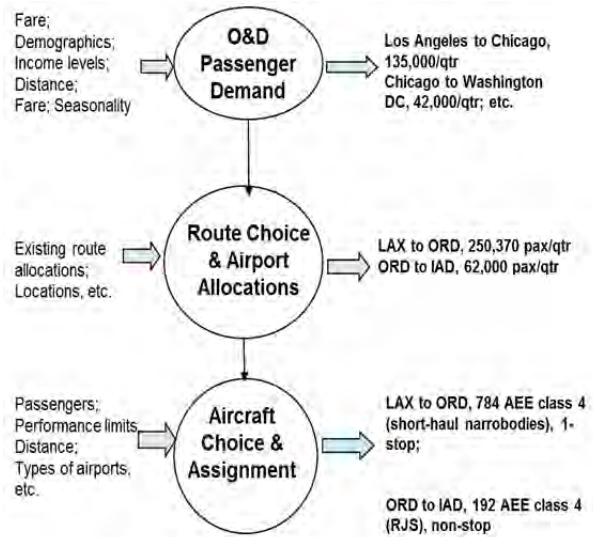 Fare;
Demographics;
Income levels;
Distance;
Fare; Seasonality
O&D
Passenger
Demand
Los Angeles to Chicago,
135,000/qtr
Chicago to Washington
DC, 42,000/qtr; etc.
Existing route
allocations;
Locations, etc.
Route Choice
& Airport
Allocations
LAX to ORD, 250,370 pax/qtr
ORD to IAD, 62,000 pax/qtr
Passengers;
Performance limits
Distance;
Types of airports,
etc.
Aircraft
Choice &
Assignment
LAX to ORD, 784 AEE class 4
(short-haul narrobodies), 1-
stop;
ORD to IAD, 192 AEE class 4
(RJS), non-stop